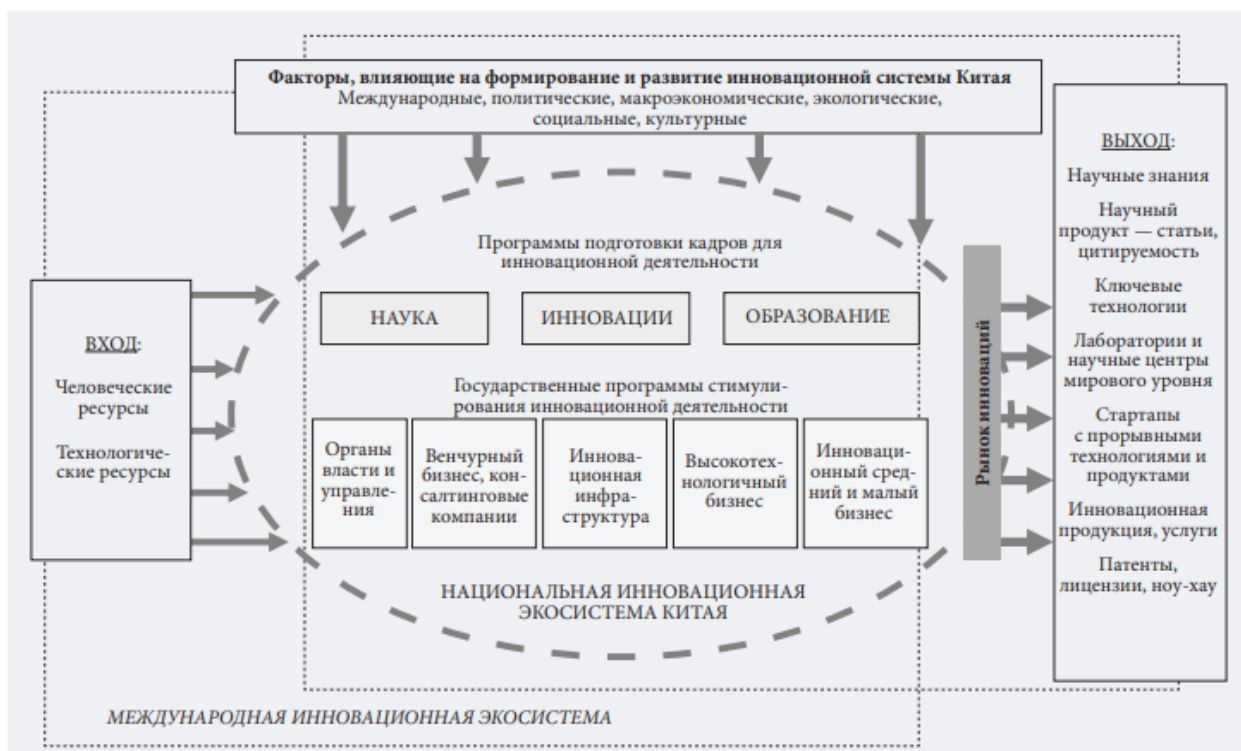 Факторы, влияющие на формирование и развитие инновационной системы Китая
Международные, политические, макроэкономические, экологические,
социальные, культурные
ВХОД:
Человеческие
ресурсы
Технологиче-
ские ресурсы
Программы подготовки кадров для
инновационной деятельности
НАУКА
ИННОВАЦИИ
ОБРАЗОВАНИЕ
Государственные программы стимули-
рования инновационной деятельности
Органы
власти и
управле-
ния
Венчурный
бизнес, кон-
салтинговые
компании
Иннова-
ционная
инфра-
структура
Высокотех-
нологичный
бизнес
Инноваци-
онный сред-
ний и малый
бизнес
НАЦИОНАЛЬНАЯ ИННОВАЦИОННАЯ
ЭКОСИСТЕМА КИТАЯ
Рынок инноваций
ВЫХОД:
Научные знания
Научный
продукт — статьи,
цитируемость
Ключевые
технологии
Лаборатории и
научные центры
мирового уровня
Стартапы
с прорывными
технологиями и
продуктами
Инновационная
продукция, услуги
Патенты,
лицензии, ноу-хау
МЕЖДУНАРОДНАЯ ИННОВАЦИОННАЯ ЭКОСИСТЕМА